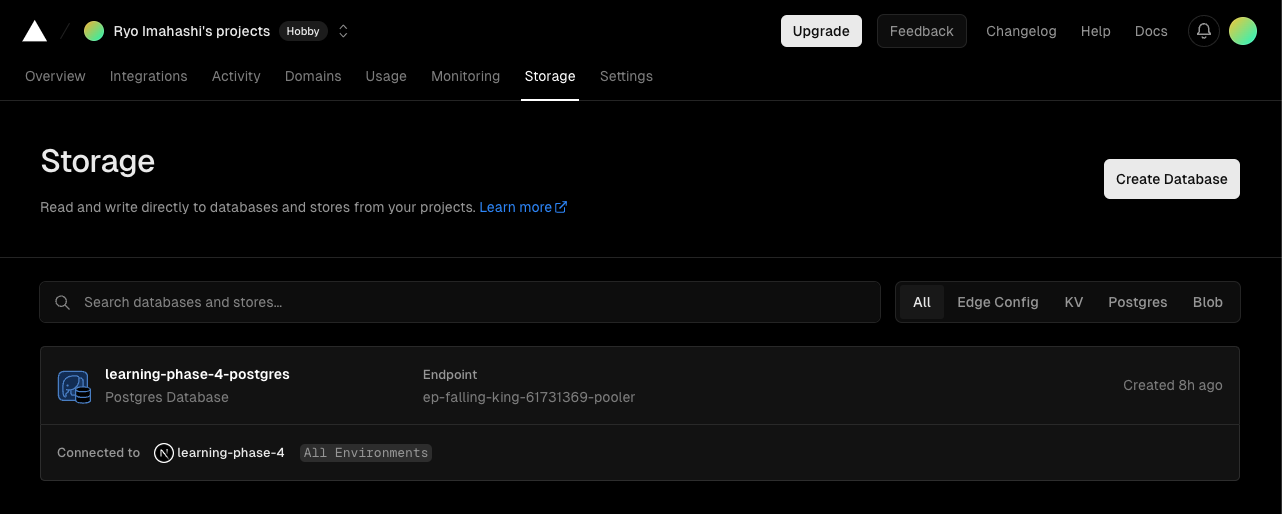 Ryo Imahashi's projects Hobby Upgrade Feedback Changelog Help Docs
Overview Integrations Activity Domains Usage Monitoring Storage Settings
Storage
Create Database
Read and write directly to databases and stores from your projects. Learn more
Search databases and stores... All Edge Config KV Postgres Blob
learning-phase-4-postgres Endpoint
Postgres Database ep-falling-king-61731369-pooler Created 8h ago
Connected to N learning-phase-4 All Environments